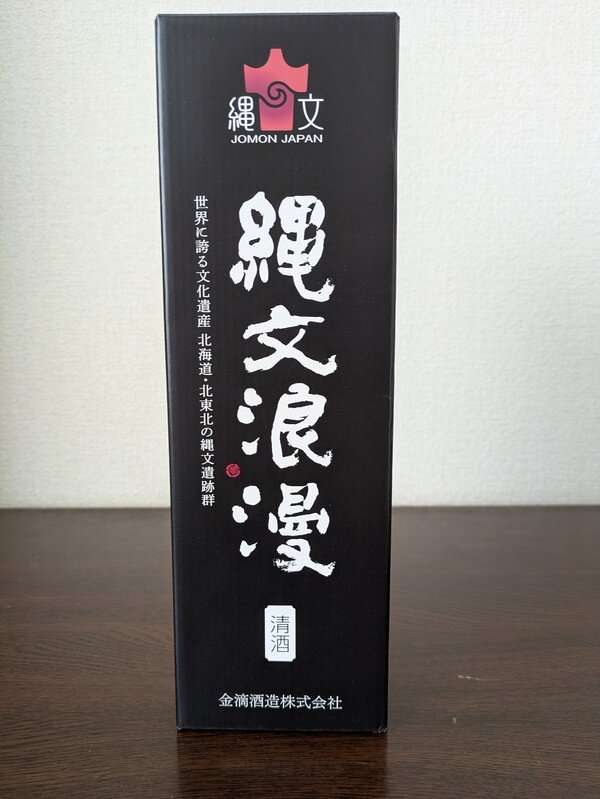 縄文
JOMON JAPAN
縄文浪漫
世界に誇る文化遺産 北海道・北東北の縄文遺跡群
清酒
金滴酒造株式会社